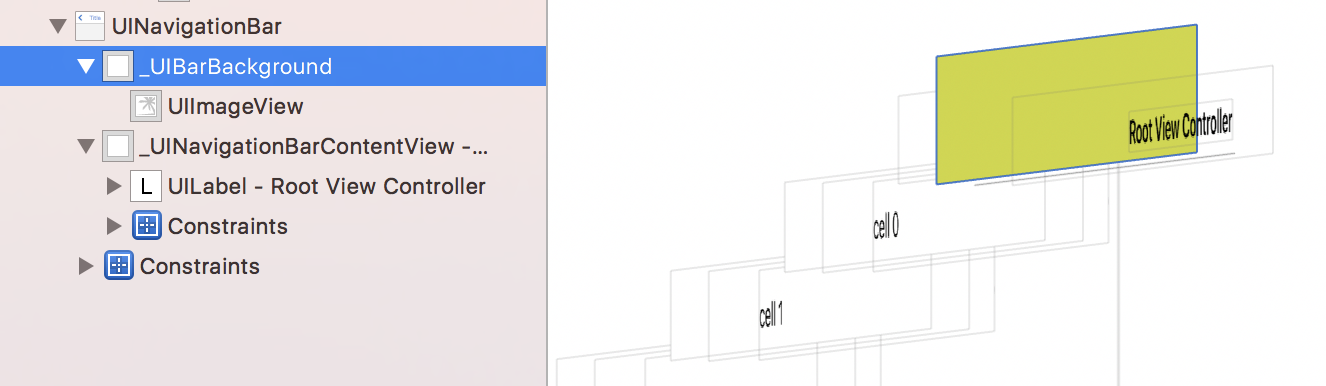 Title
UINavigationBar
_UIBarBackground
UIImageView
_UINavigationBarContentView -...
L
UILabel - Root View Controller
Constraints
Constraints
Root View Controller
cell 0
cell 1